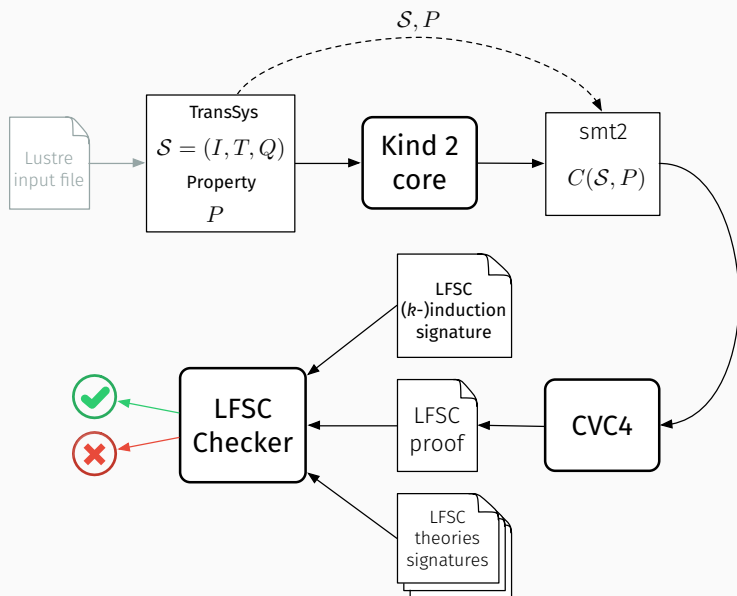 𝒮, P
Lustre
input file
TransSys
𝒮 = (I, T, Q)
Property
P
Kind 2
core
smt2
C(𝒮, P)
LFSC
(k-)induction
signature
LFSC
Checker
LFSC
proof
CVC4
LFSC
theories
signatures